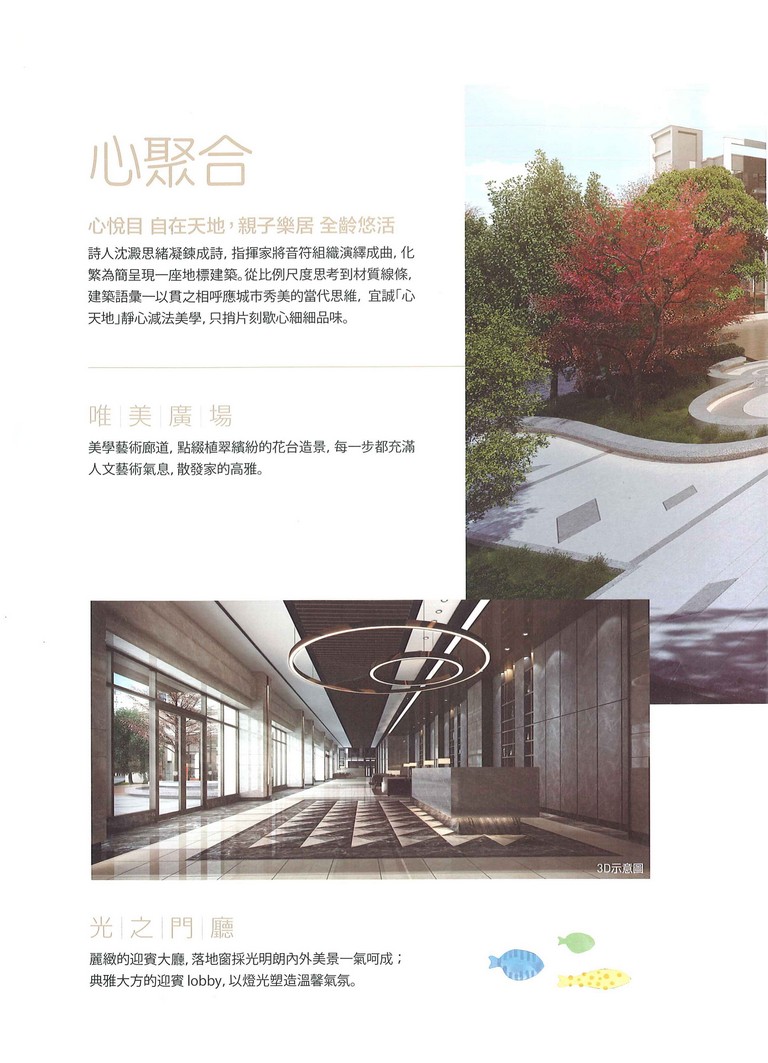 心聚合
心悅目 自在天地，親子樂居 全齡悠活
詩人沈澱思緒凝鍊成詩, 指揮家將音符組織演繹成曲, 化
繁為簡呈現一座地標建築。從比例尺度思考到材質線條,
建築語彙一以貫之相呼應城市秀美的當代思維, 宜誠「心
天地」靜心減法美學, 只捎片刻歇心細細品味。
唯|美|廣|場
美學藝術廊道, 點綴植翠繽紛的花台造景, 每一步都充滿
人文藝術氣息, 散發家的高雅。
3D示意圖
光|之|門|廳
麗緻的迎賓大廳, 落地窗採光明朗內外美景一氣呵成；
典雅大方的迎賓 lobby, 以燈光塑造溫馨氣氛。